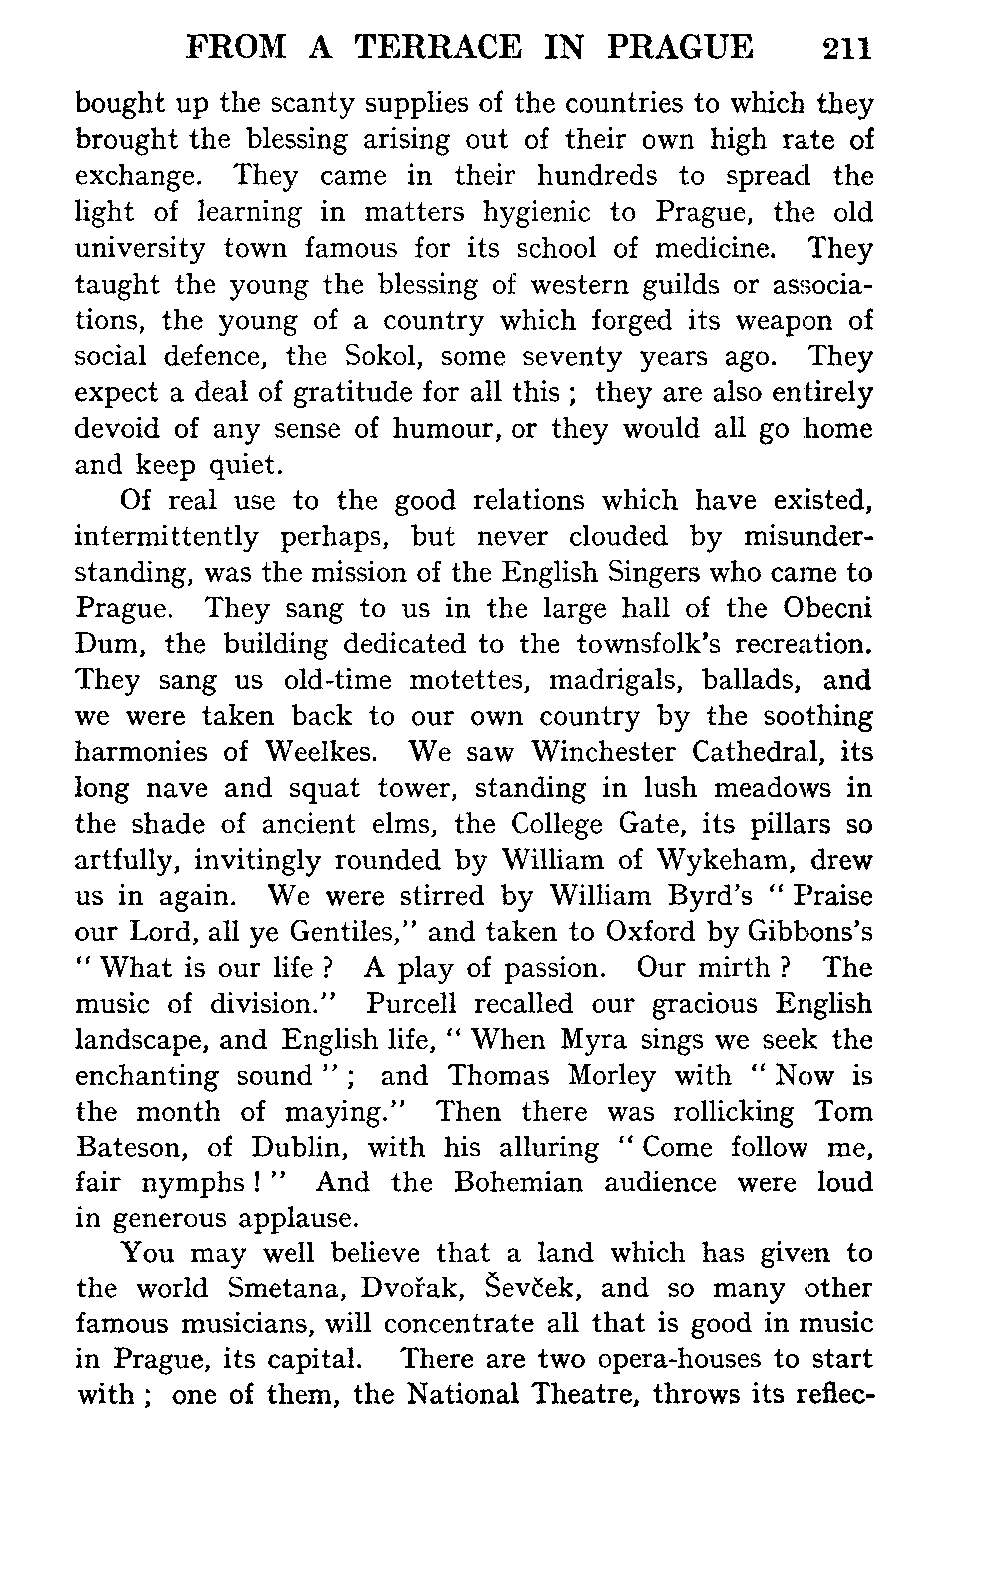 FROM A TERRACE IN PRAGUE 211
bought up the scanty supplies of the countries to which they
brought the blessing arising out of their own high rate of
exchange. They came in their hundreds to spread the
light of learning in matters hygienic to Prague, the old
university town famous for its school of medicine. They
taught the young the blessing of western guilds or associa-
tions, the young of a country which forged its weapon of
social defence, the Sokol, some seventy years ago. They
expect a deal of gratitude for all this ; they are also entirely
devoid of any sense of humour, or they would all go home
and keep quiet.
Of real use to the good relations which have existed,
intermittently perhaps, but never clouded by misunder-
standing, was the mission of the English Singers who came to
Prague. They sang to us in the large hall of the Obecni
Dum, the building dedicated to the townsfolk's recreation.
They sang us old-time motettes, madrigals, ballads, and
we were taken back to our own country by the soothing
harmonies of Weelkes. We saw Winchester Cathedral, its
long nave and squat tower, standing in lush meadows in
the shade of ancient elms, the College Gate, its pillars so
artfully, invitingly rounded by William of Wykeham, drew
us in again. We were stirred by William Byrd's " Praise
our Lord, all ye Gentiles," and taken to Oxford by Gibbons's
" What is our life ? A play of passion. Our mirth ? The
music of division." Purcell recalled our gracious English
landscape, and English life, " When Myra sings we seek the
enchanting sound " ; and Thomas Morley with " Now is
the month of maying." Then there was rollicking Tom
Bateson, of Dublin, with his alluring " Come follow me,
fair nymphs ! " And the Bohemian audience were loud
in generous applause.
You may well believe that a land which has given to
the world Smetana, Dvořak, Ševček, and so many other
famous musicians, will concentrate all that is good in music
in Prague, its capital. There are two opera-houses to start
with ; one of them, the National Theatre, throws its reflec-